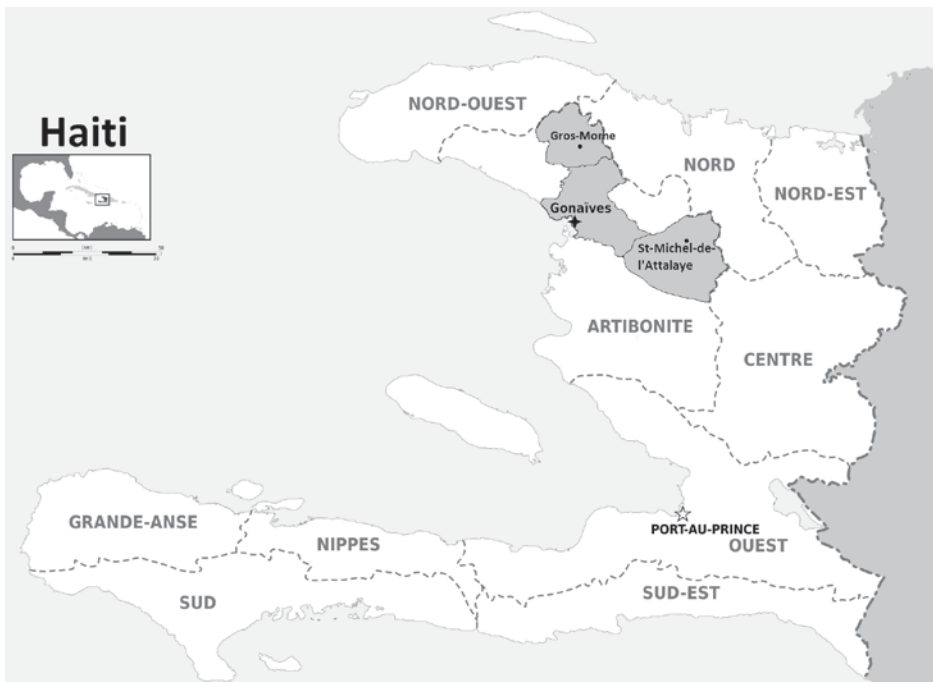 Haiti
NORD-OUEST
Gros-Morne
NORD
NORD-EST
Gonaïves
St-Michel-de-
l'Attalaye
ARTIBONITE
CENTRE
GRANDE-ANSE
NIPPES
PORT-AU-PRINCE
OUEST
SUD
SUD-EST